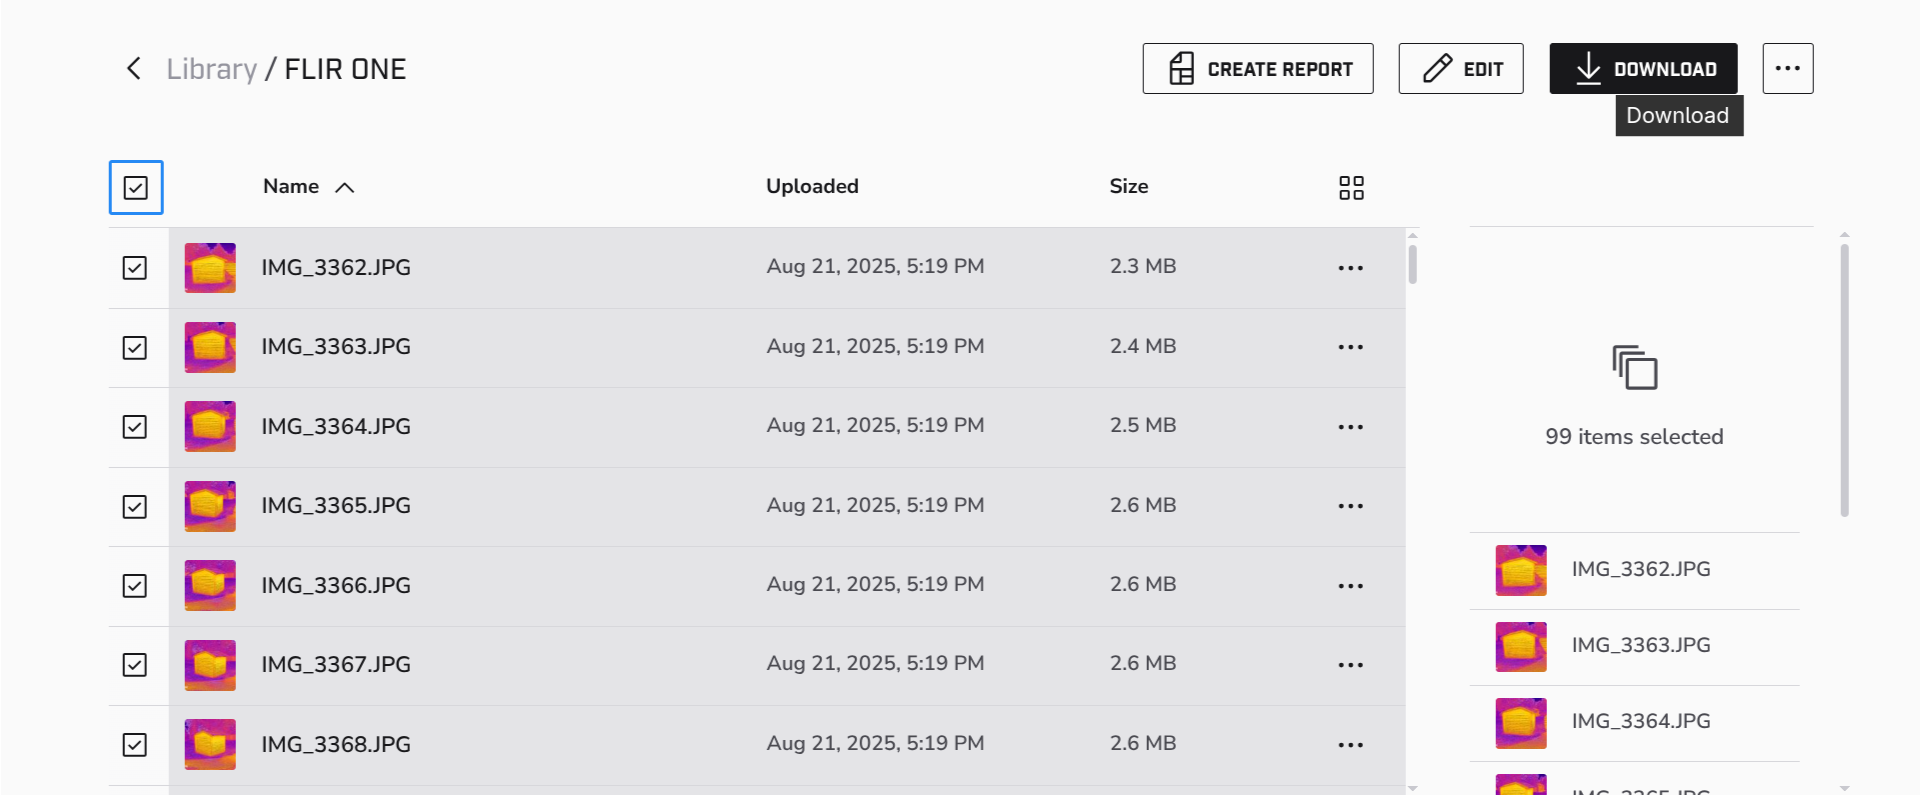 Library / FLIR ONE
CREATE REPORT
EDIT
DOWNLOAD
Download
Name
Uploaded
Size
IMG_3362.JPG Aug 21, 2025, 5:19 PM 2.3 MB
IMG_3363.JPG Aug 21, 2025, 5:19 PM 2.4 MB
IMG_3364.JPG Aug 21, 2025, 5:19 PM 2.5 MB
IMG_3365.JPG Aug 21, 2025, 5:19 PM 2.6 MB
IMG_3366.JPG Aug 21, 2025, 5:19 PM 2.6 MB
IMG_3367.JPG Aug 21, 2025, 5:19 PM 2.6 MB
IMG_3368.JPG Aug 21, 2025, 5:19 PM 2.6 MB
99 items selected
IMG_3362.JPG
IMG_3363.JPG
IMG_3364.JPG
IMG_3365.JPG